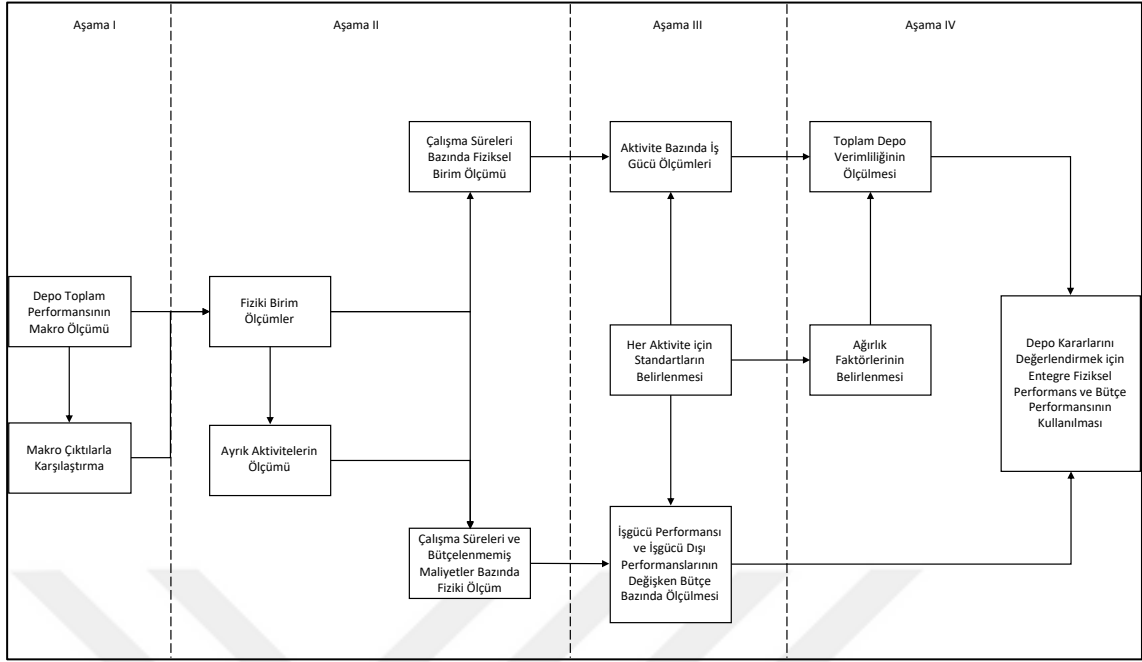 Aşama I
Aşama II
Aşama III
Aşama IV
Çalışma Süreleri
Bazında Fiziksel
Birim Ölçümü
Aktivite Bazında İş
Gücü Ölçümleri
Toplam Depo
Verimliliğinin
Ölçülmesi
Depo Toplam
Performansının
Makro Ölçümü
Fiziki Birim
Ölçümler
Her Aktivite için
Standartların
Belirlenmesi
Ağırlık
Faktörlerinin
Belirlenmesi
Depo Kararlarını
Değerlendirmek için
Entegre Fiziksel
Performans ve Bütçe
Performansının
Kullanılması
Makro Çıktılarla
Karşılaştırma
Ayrık Aktivitelerin
Ölçümü
Çalışma Süreleri ve
Bütçelenmemiş
Maliyetler Bazında
Fiziki Ölçüm
İşgücü Performansı
ve İşgücü Dışı
Performanslarının
Değişken Bütçe
Bazında Ölçülmesi